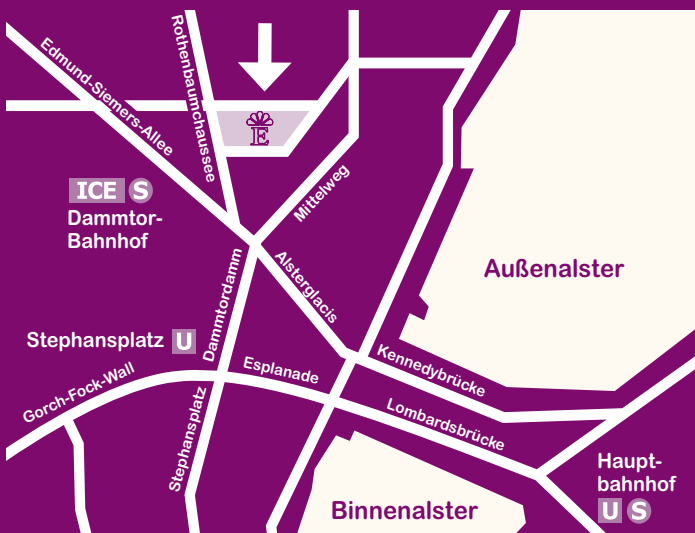 Edmund-Siemers-Allee
Rothenbaumchaussee
E
Mittelweg
ICE S
Dammtor-
Bahnhof
Außenalster
Alsterglacis
Dammtordamm
Stephansplatz U
Kennedybrücke
Esplanade
Gorch-Fock-Wall
Stephansplatz
Lombardsbrücke
Haupt-
bahnhof
U S
Binnenalster